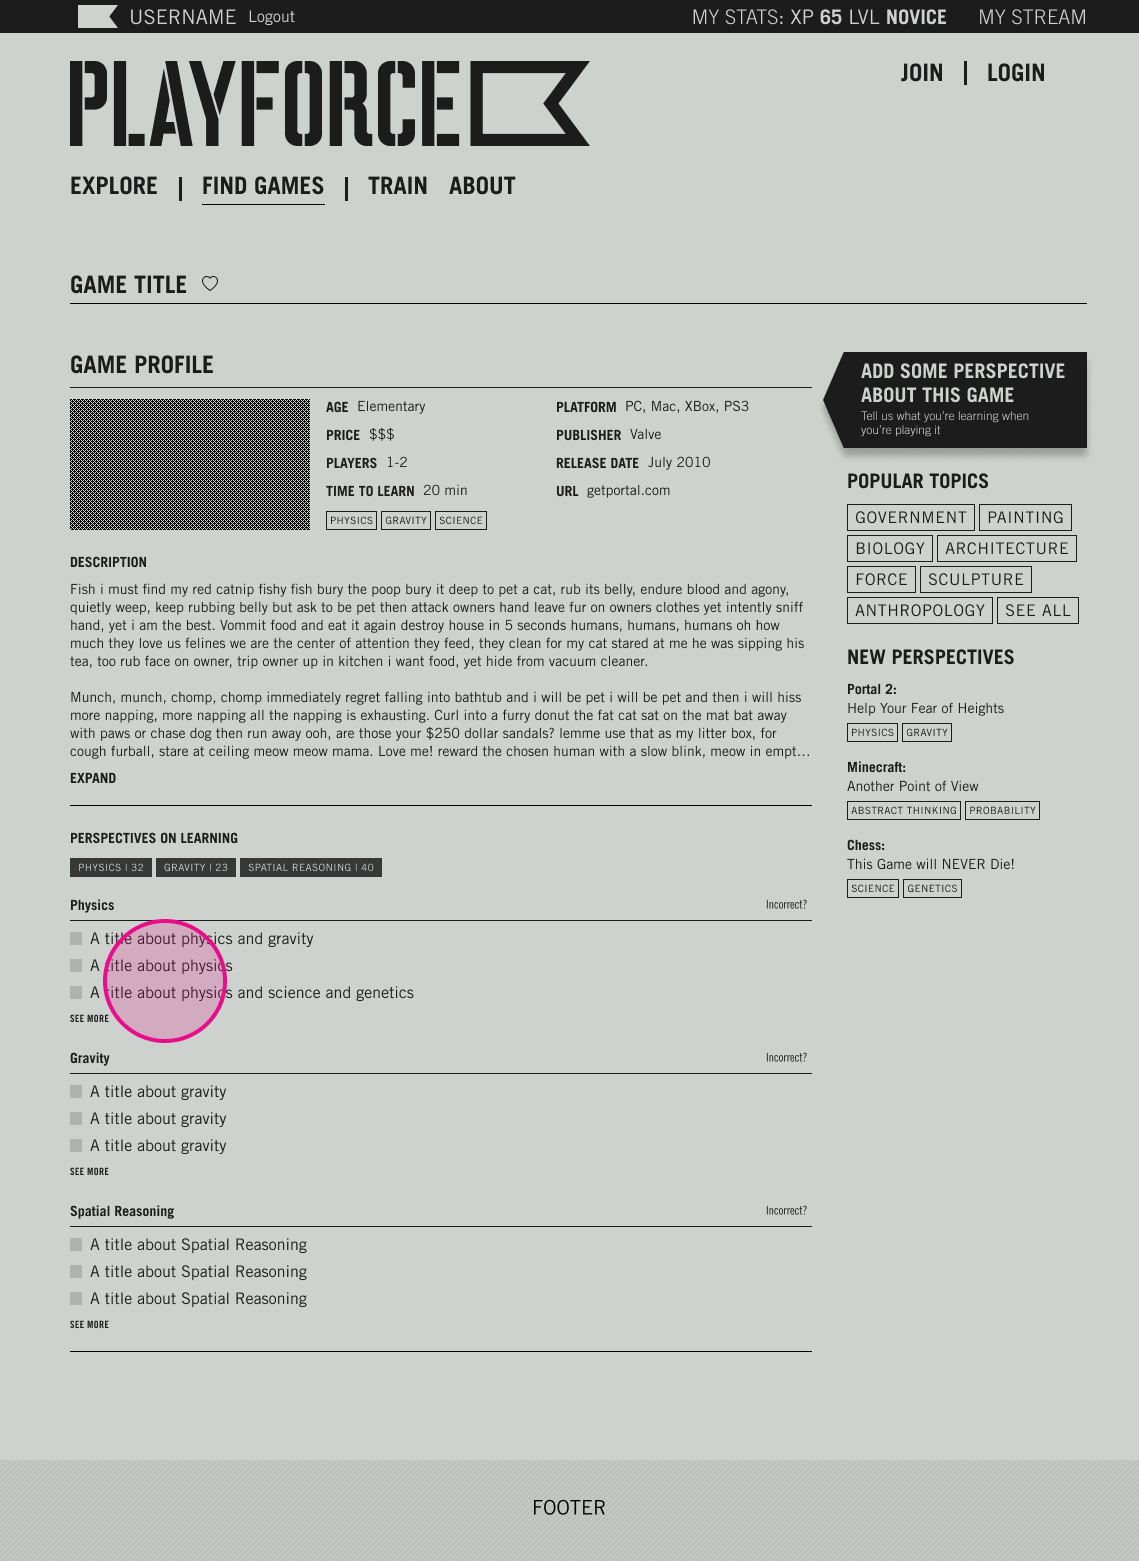 USERNAME Logout
MY STATS: XP 65 LVL NOVICE MY STREAM
PLAYFORCE
JOIN | LOGIN
EXPLORE | FIND GAMES | TRAIN ABOUT
GAME TITLE
GAME PROFILE
AGE Elementary
PRICE $$$
PLAYERS 1-2
TIME TO LEARN 20 min
PHYSICS GRAVITY SCIENCE
PLATFORM PC, Mac, XBox, PS3
PUBLISHER Valve
RELEASE DATE July 2010
URL getportal.com
DESCRIPTION
Fish i must find my red catnip fishy fish bury the poop bury it deep to pet a cat, rub its belly, endure blood and agony,
quietly weep, keep rubbing belly but ask to be pet then attack owners hand leave fur on owners clothes yet intently sniff
hand, yet i am the best. Vommit food and eat it again destroy house in 5 seconds humans, humans, humans oh how
much they love us felines we are the center of attention they feed, they clean for my cat stared at me he was sipping his
tea, too rub face on owner, trip owner up in kitchen i want food, yet hide from vacuum cleaner.
Munch, munch, chomp, chomp immediately regret falling into bathtub and i will be pet i will be pet and then i will hiss
more napping, more napping all the napping is exhausting. Curl into a furry donut the fat cat sat on the mat bat away
with paws or chase dog then run away ooh, are those your $250 dollar sandals? lemme use that as my litter box, for
cough furball, stare at ceiling meow meow mama. Love me! reward the chosen human with a slow blink, meow in empt...
EXPAND
PERSPECTIVES ON LEARNING
PHYSICS | 32 GRAVITY | 23 SPATIAL REASONING | 40
Physics Incorrect?
A title about physics and gravity
A title about physics
A title about physics and science and genetics
SEE MORE
Gravity Incorrect?
A title about gravity
A title about gravity
A title about gravity
SEE MORE
Spatial Reasoning Incorrect?
A title about Spatial Reasoning
A title about Spatial Reasoning
A title about Spatial Reasoning
SEE MORE
ADD SOME PERSPECTIVE
ABOUT THIS GAME
Tell us what you're learning when
you're playing it
POPULAR TOPICS
GOVERNMENT PAINTING
BIOLOGY ARCHITECTURE
FORCE SCULPTURE
ANTHROPOLOGY SEE ALL
NEW PERSPECTIVES
Portal 2:
Help Your Fear of Heights
PHYSICS GRAVITY
Minecraft:
Another Point of View
ABSTRACT THINKING PROBABILITY
Chess:
This Game will NEVER Die!
SCIENCE GENETICS
FOOTER